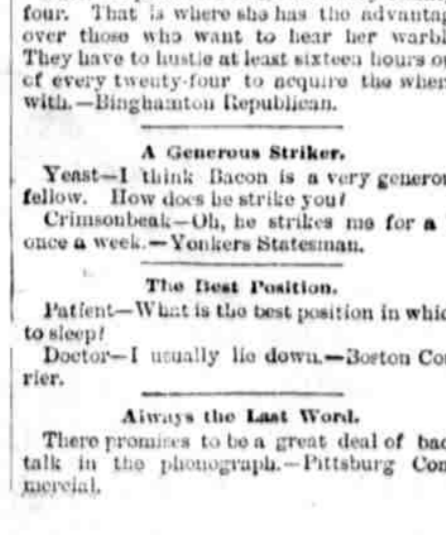 four. That is where she has the advantag
over those who want to hear her warbl
They have to hustle at least sixteen hours o
of every twenty-four to acquire the wher
with.—Binghamton Republican.
A Generous Striker.
Yeast—I think Bacon is a very genero
fellow. How does he strike you?
Crimsonbeak—Oh, he strikes me for a
once a week.—Yonkers Statesman.
The Best Position.
Patient—What is the best position in whic
to sleep?
Doctor—I usually lie down.—Boston Cou
rier.
Always the Last Word.
There promises to be a great deal of bac
talk in the phonograph.—Pittsburg Com
mercial.